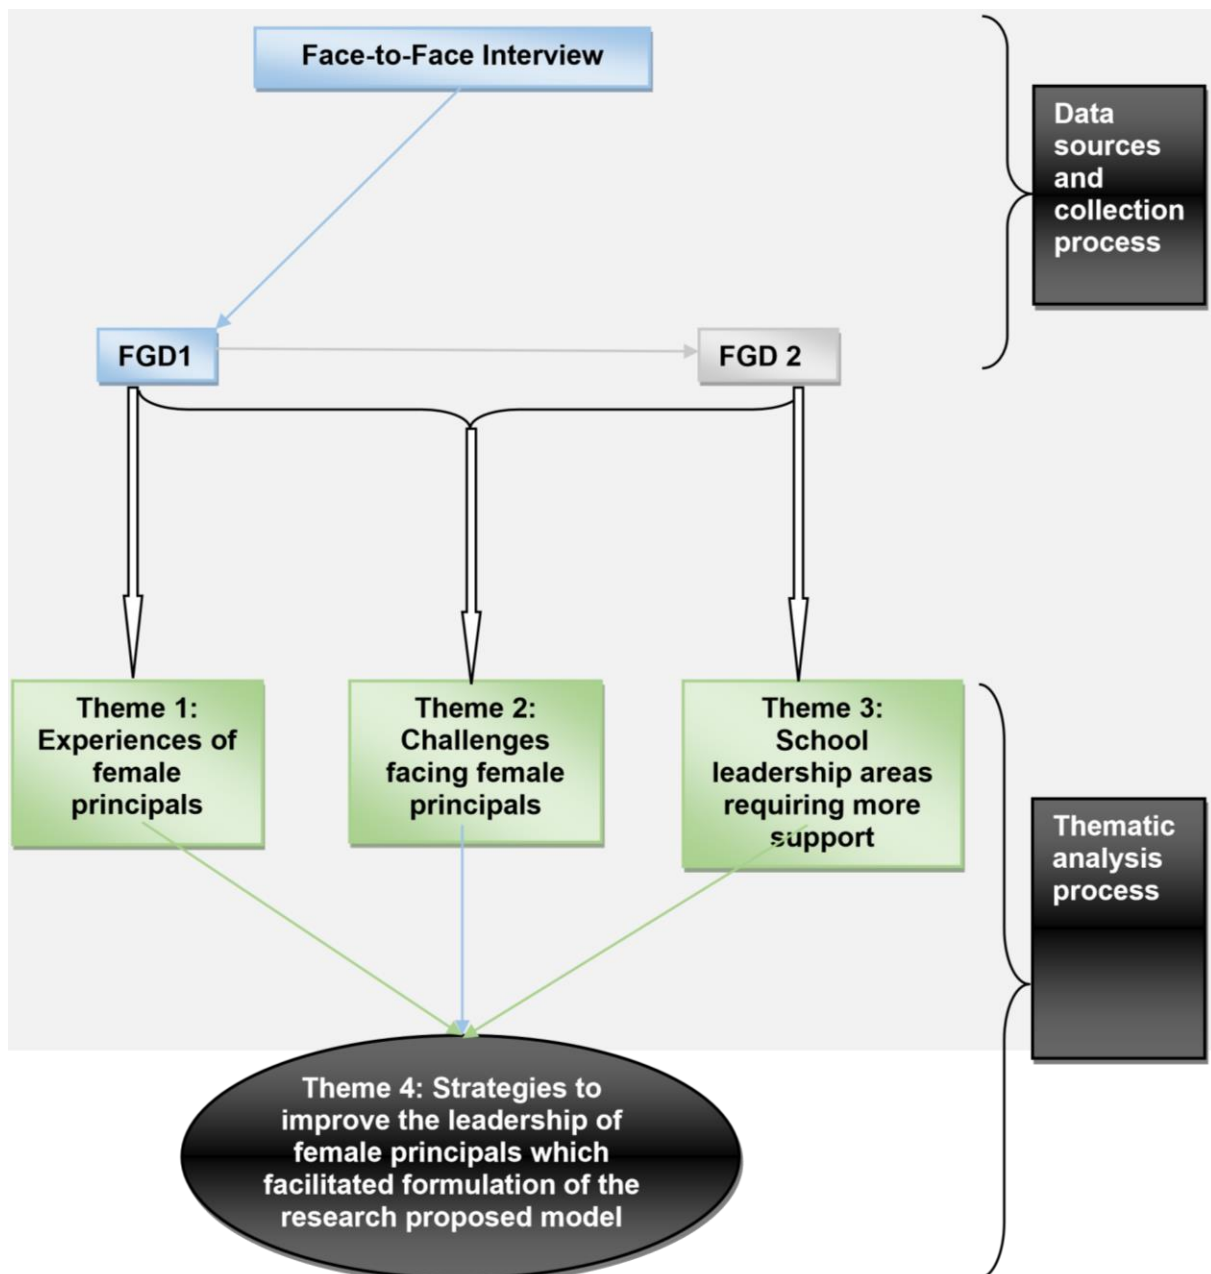 Face-to-Face Interview
Data
sources
and
collection
process
FGD1
FGD 2
Theme 1:
Experiences of
female
principals
Theme 2:
Challenges
facing female
principals
Theme 3:
School
leadership areas
requiring more
support
Thematic
analysis
process
Theme 4: Strategies to
improve the leadership of
female principals which
facilitated formulation of the
research proposed model